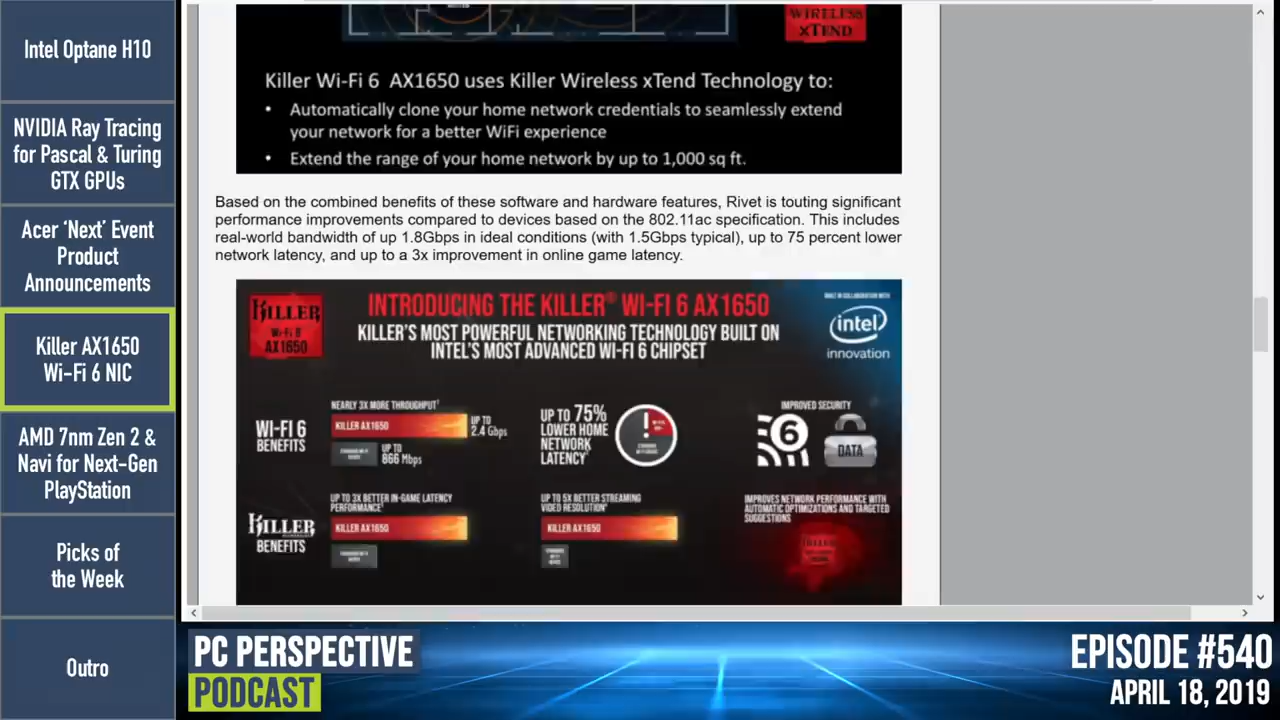 Intel Optane H10
NVIDIA Ray Tracing
for Pascal & Turing
GTX GPUs
Acer ‘Next’ Event
Product
Announcements
Killer AX1650
Wi-Fi 6 NIC
AMD 7nm Zen 2 &
Navi for Next-Gen
PlayStation
Picks of
the Week
Outro
WIRELESS
xTEND
Killer Wi-Fi 6 AX1650 uses Killer Wireless xTend Technology to:
• Automatically clone your home network credentials to seamlessly extend
your network for a better WiFi experience
• Extend the range of your home network by up to 1,000 sq ft.
Based on the combined benefits of these software and hardware features, Rivet is touting significant
performance improvements compared to devices based on the 802.11ac specification. This includes
real-world bandwidth of up 1.8Gbps in ideal conditions (with 1.5Gbps typical), up to 75 percent lower
network latency, and up to a 3x improvement in online game latency.
KILLER
Wi-Fi 6
AX1650
INTRODUCING THE KILLER® WI-FI 6 AX1650
KILLER'S MOST POWERFUL NETWORKING TECHNOLOGY BUILT ON
INTEL'S MOST ADVANCED WI-FI 6 CHIPSET
BUILT IN COLLABORATION WITH
intel
innovation
WI-FI 6
BENEFITS
NEARLY 3X MORE THROUGHPUT
KILLER AX1650
UP TO
2.4 Gbps
UP TO
866 Mbps
UP TO 75%
LOWER HOME
NETWORK
LATENCY
IMPROVED SECURITY
6
DATA
KILLER
BENEFITS
UP TO 3X BETTER IN-GAME LATENCY
PERFORMANCE
KILLER AX1650
UP TO 5X BETTER STREAMING
VIDEO RESOLUTION
KILLER AX1650
IMPROVES NETWORK PERFORMANCE WITH
AUTOMATIC OPTIMIZATIONS AND TARGETED
SUGGESTIONS
PC PERSPECTIVE
PODCAST
EPISODE #540
APRIL 18, 2019